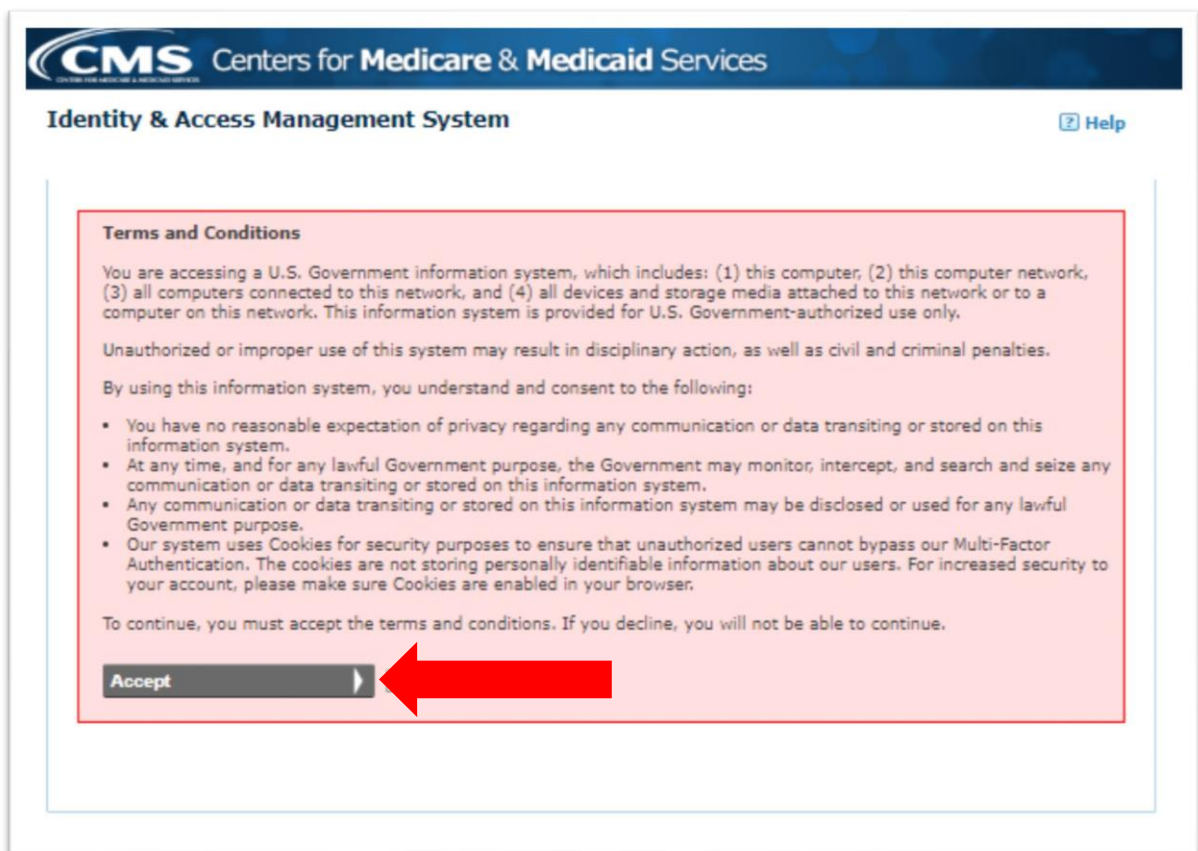 CMS Centers for Medicare & Medicaid Services
CENTERS FOR MEDICARE & MEDICAID SERVICES
Identity & Access Management System
? Help
Terms and Conditions
You are accessing a U.S. Government information system, which includes: (1) this computer, (2) this computer network,
(3) all computers connected to this network, and (4) all devices and storage media attached to this network or to a
computer on this network. This information system is provided for U.S. Government-authorized use only.
Unauthorized or improper use of this system may result in disciplinary action, as well as civil and criminal penalties.
By using this information system, you understand and consent to the following:
▪ You have no reasonable expectation of privacy regarding any communication or data transiting or stored on this
information system.
▪ At any time, and for any lawful Government purpose, the Government may monitor, intercept, and search and seize any
communication or data transiting or stored on this information system.
▪ Any communication or data transiting or stored on this information system may be disclosed or used for any lawful
Government purpose.
▪ Our system uses Cookies for security purposes to ensure that unauthorized users cannot bypass our Multi-Factor
Authentication. The cookies are not storing personally identifiable information about our users. For increased security to
your account, please make sure Cookies are enabled in your browser.
To continue, you must accept the terms and conditions. If you decline, you will not be able to continue.
Accept